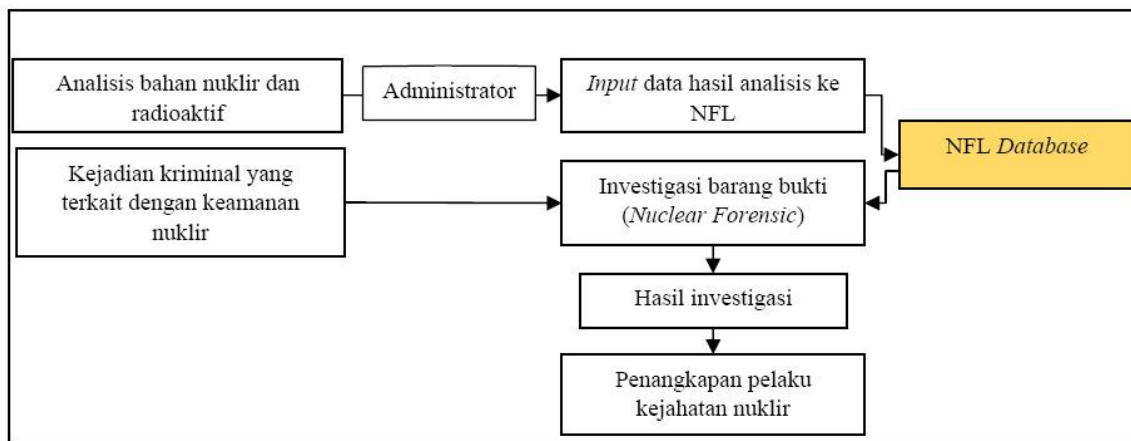 Analisis bahan nuklir dan
radioaktif
Administrator
Input data hasil analisis ke
NFL
NFL Database
Kejadian kriminal yang
terkait dengan keamanan
nuklir
Investigasi barang bukti
(Nuclear Forensic)
Hasil investigasi
Penangkapan pelaku
kejahatan nuklir